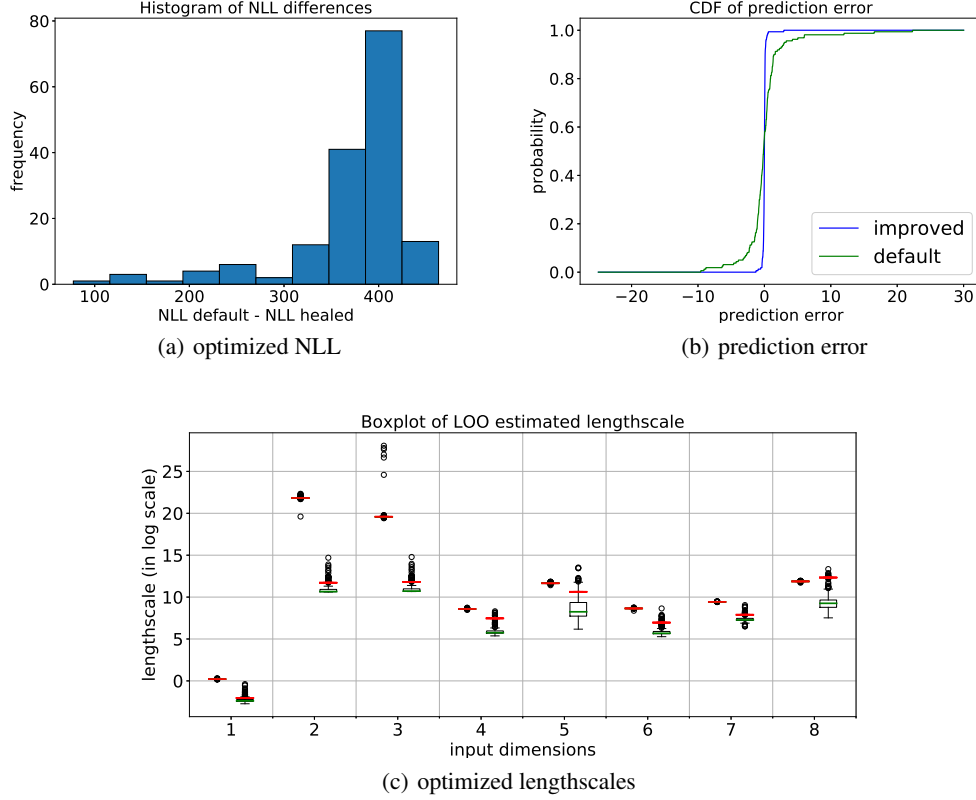 Histogram of NLL differences
80
60
40
20
0
frequency
100 200 300 400
NLL default - NLL healed
(a) optimized NLL
CDF of prediction error
1.0
0.8
0.6
0.4
0.2
0.0
probability
improved
default
−20 −10 0 10 20 30
prediction error
(b) prediction error
Boxplot of LOO estimated lengthscale
25
20
15
10
5
0
lengthscale (in log scale)
1 2 3 4 5 6 7 8
input dimensions
(c) optimized lengthscales